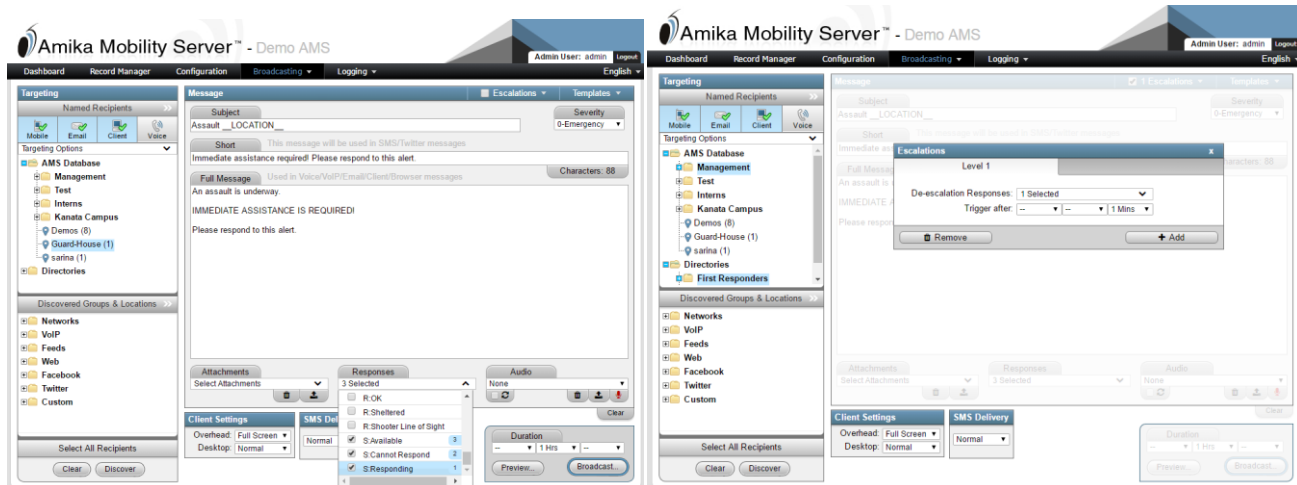 Amika Mobility Server™ - Demo AMS
Admin User: admin Logout
Dashboard Record Manager Configuration Broadcasting Logging English
Targeting
Named Recipients
Mobile Email Client Voice
Targeting Options
AMS Database
Management
Test
Interns
Kanata Campus
Demos (8)
Guard-House (1)
sarina (1)
Directories
Discovered Groups & Locations
Networks
VoIP
Feeds
Web
Facebook
Twitter
Custom
Select All Recipients
Clear Discover
Message Escalations Templates
Subject Severity
Assault __LOCATION__ 0-Emergency
Short This message will be used in SMS/Twitter messages
Immediate assistance required! Please respond to this alert.
Full Message Used in Voice/VoIP/Email/Client/Browser messages Characters: 88
An assault is underway.
IMMEDIATE ASSISTANCE IS REQUIRED!
Please respond to this alert.
Attachments Responses Audio
Select Attachments 3 Selected None
R:OK
R:Sheltered
R:Shooter Line of Sight
S:Available 3
S:Cannot Respond 2
S:Responding 1
Clear
Client Settings SMS Del
Overhead: Full Screen Normal
Desktop: Normal
Duration
-- 1 Hrs --
Preview... Broadcast...
Amika Mobility Server™ - Demo AMS
Admin User: admin Logout
Dashboard Record Manager Configuration Broadcasting Logging English
Targeting
Named Recipients
Mobile Email Client Voice
Targeting Options
AMS Database
Management
Test
Interns
Kanata Campus
Demos (8)
Guard-House (1)
sarina (1)
Directories
First Responders
Discovered Groups & Locations
Networks
VoIP
Feeds
Web
Facebook
Twitter
Custom
Select All Recipients
Clear Discover
Message 1 Escalations Templates
Subject Severity
Assault __LOCATION__ 0-Emergency
Short This message will be used in SMS/Twitter messages
Immediate as
Full Messag Characters: 88
An assault is u
IMMEDIATE A
Please respon
Escalations x
Level 1
De-escalation Responses: 1 Selected
Trigger after: -- -- 1 Mins
Remove + Add
Attachments Responses Audio
Select Attachments 3 Selected None
Clear
Client Settings SMS Delivery
Overhead: Full Screen Normal
Desktop: Normal
Duration
-- 1 Hrs --
Preview... Broadcast...